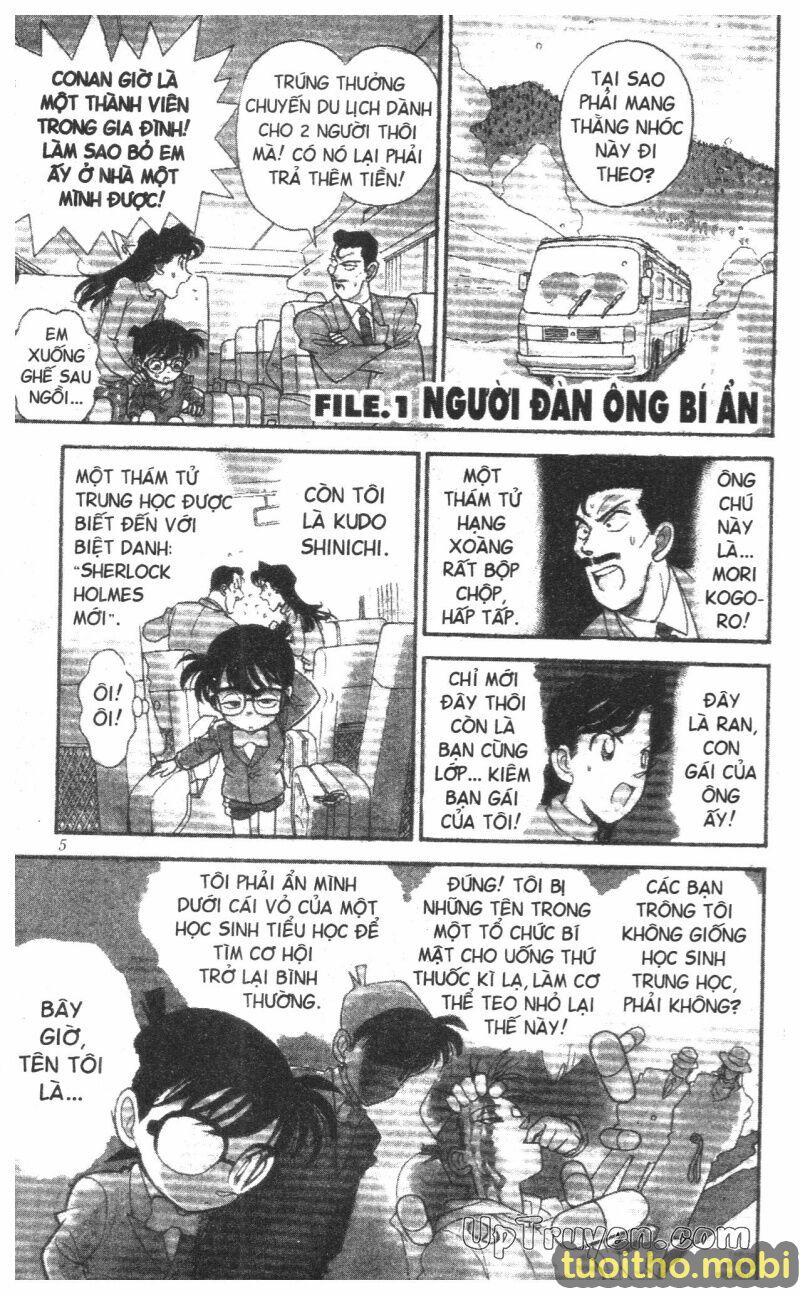 TẠI SAO
PHẢI MANG
THẰNG NHÓC
NÀY ĐI
THEO?
TRÚNG THƯỞNG
CHUYẾN DU LỊCH DÀNH
CHO 2 NGƯỜI THÔI
MÀ! CÓ NÓ LẠI PHẢI
TRẢ THÊM TIỀN!
CONAN GIỜ LÀ
MỘT THÀNH VIÊN
TRONG GIA ĐÌNH!
LÀM SAO BỎ EM
ẤY Ở NHÀ MỘT
MÌNH ĐƯỢC!
EM
XUỐNG
GHẾ SAU
NGỒI...
FILE.1 NGƯỜI ĐÀN ÔNG BÍ ẨN
ÔNG
CHÚ
NÀY
LÀ...
MORI
KOGO-
RO!
MỘT
THÁM TỬ
HẠNG
XOÀNG
RẤT BỘP
CHỘP,
HẤP TẤP.
ĐÂY
LÀ RAN,
CON
GÁI CỦA
ÔNG
ẤY!
CHỈ MỚI
ĐÂY THÔI
CÒN LÀ
BẠN CÙNG
LỚP... KIÊM
BẠN GÁI
CỦA TÔI!
CÒN TÔI
LÀ KUDO
SHINICHI.
MỘT THÁM TỬ
TRUNG HỌC ĐƯỢC
BIẾT ĐẾN VỚI
BIỆT DANH:
"SHERLOCK
HOLMES
MỚI".
ÔI!
ÔI!
5
CÁC BẠN
TRÔNG TÔI
KHÔNG GIỐNG
HỌC SINH
TRUNG HỌC,
PHẢI KHÔNG?
ĐÚNG! TÔI BỊ
NHỮNG TÊN TRONG
MỘT TỔ CHỨC BÍ
MẬT CHO UỐNG THỨ
THUỐC KÌ LẠ, LÀM CƠ
THỂ TEO NHỎ LẠI
THẾ NÀY!
TÔI PHẢI ẨN MÌNH
DƯỚI CÁI VỎ CỦA MỘT
HỌC SINH TIỂU HỌC ĐỂ
TÌM CƠ HỘI
TRỞ LẠI BÌNH
THƯỜNG.
BÂY
GIỜ,
TÊN TÔI
LÀ...
UpTruyen.com
tuoitho.mobi